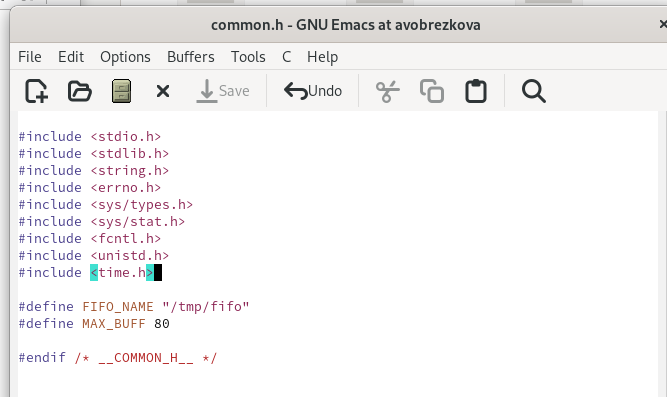 common.h - GNU Emacs at avobrezkova
File Edit Options Buffers Tools C Help
Save Undo
#include <stdio.h>
#include <stdlib.h>
#include <string.h>
#include <errno.h>
#include <sys/types.h>
#include <sys/stat.h>
#include <fcntl.h>
#include <unistd.h>
#include <time.h>
#define FIFO_NAME "/tmp/fifo"
#define MAX_BUFF 80
#endif /* __COMMON_H__ */